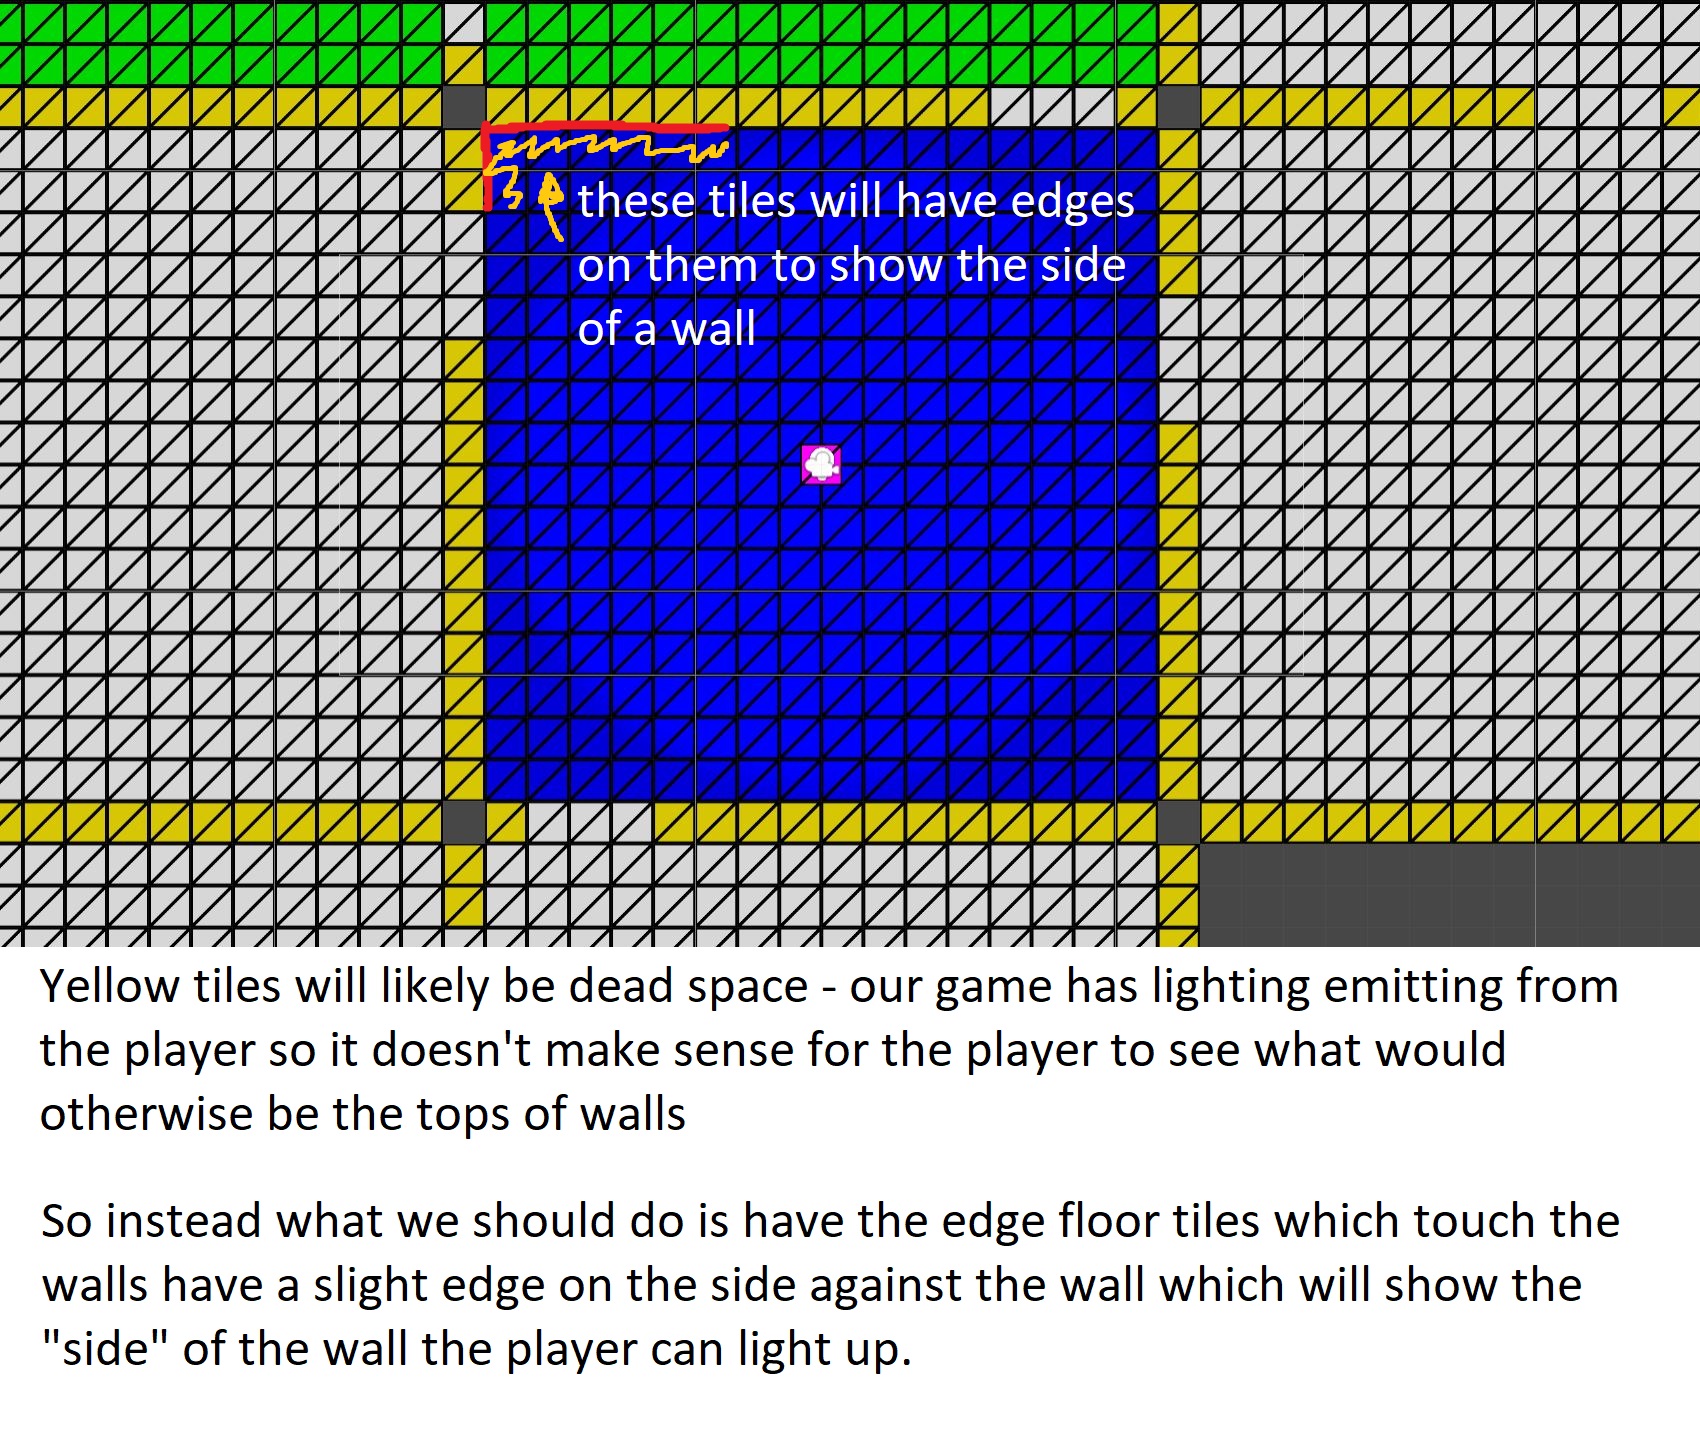 these tiles will have edges
on them to show the side
of a wall
Yellow tiles will likely be dead space - our game has lighting emitting from
the player so it doesn't make sense for the player to see what would
otherwise be the tops of walls
So instead what we should do is have the edge floor tiles which touch the
walls have a slight edge on the side against the wall which will show the
"side" of the wall the player can light up.